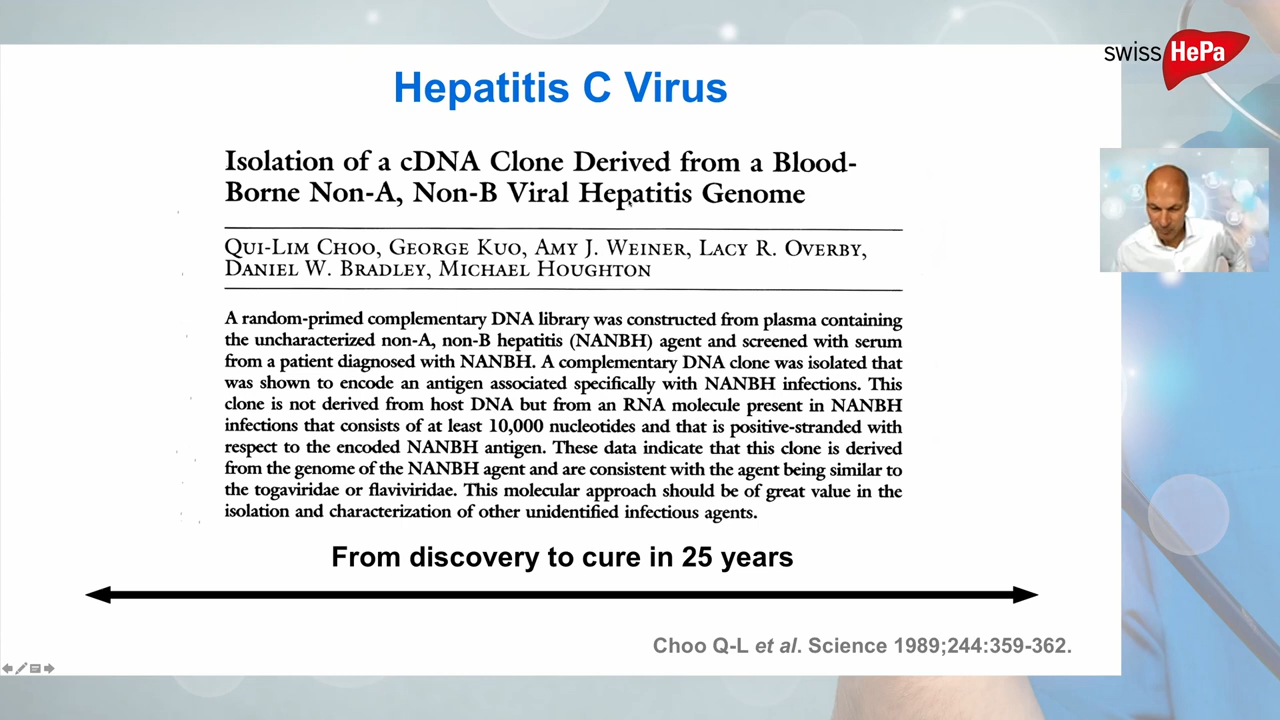 swiss HePa
Hepatitis C Virus
Isolation of a cDNA Clone Derived from a Blood-
Borne Non-A, Non-B Viral Hepatitis Genome
QUI-LIM CHOO, GEORGE KUO, AMY J. WEINER, LACY R. OVERBY,
DANIEL W. BRADLEY, MICHAEL HOUGHTON
A random-primed complementary DNA library was constructed from plasma containing
the uncharacterized non-A, non-B hepatitis (NANBH) agent and screened with serum
from a patient diagnosed with NANBH. A complementary DNA clone was isolated that
was shown to encode an antigen associated specifically with NANBH infections. This
clone is not derived from host DNA but from an RNA molecule present in NANBH
infections that consists of at least 10,000 nucleotides and that is positive-stranded with
respect to the encoded NANBH antigen. These data indicate that this clone is derived
from the genome of the NANBH agent and are consistent with the agent being similar to
the togaviridae or flaviviridae. This molecular approach should be of great value in the
isolation and characterization of other unidentified infectious agents.
From discovery to cure in 25 years
Choo Q-L et al. Science 1989;244:359-362.